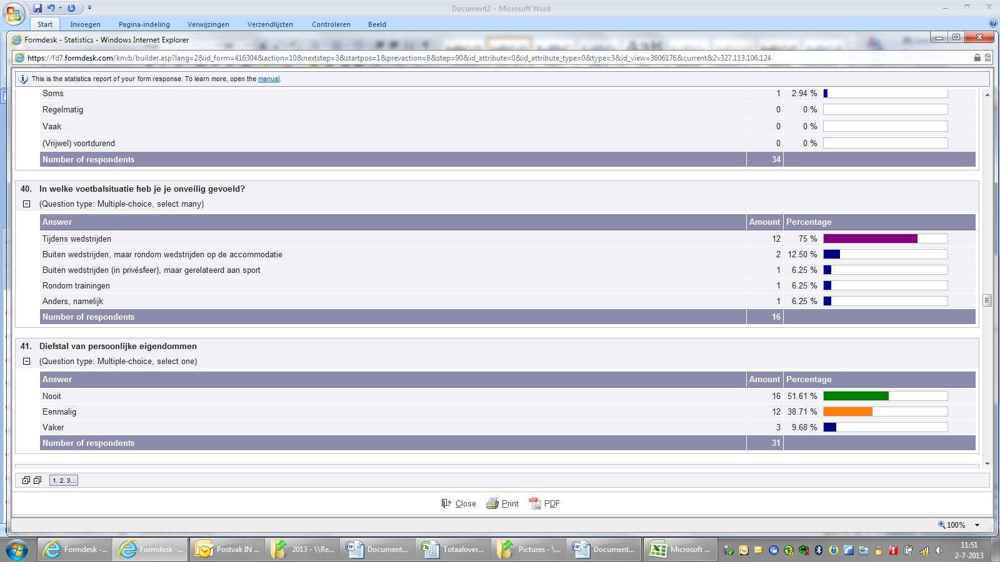 Document2 - Microsoft Word
Start Invoegen Pagina-indeling Verwijzingen Verzendlijsten Controleren Beeld
Formdesk - Statistics - Windows Internet Explorer
https://fd7.formdesk.com/knvb/builder.asp?lang=2&id_form=416304&action=10&nextstep=3&startpos=1&prevaction=8&step=90&id_attribute=0&id_attribute_type=0&type=3&id_view=3606176&current&2v327.113.106.124
This is the statistics report of your form response. To learn more, open the manual.
Soms 1 2.94 %
Regelmatig 0 0 %
Vaak 0 0 %
(Vrijwel) voortdurend 0 0 %
Number of respondents 34
40. In welke voetbalsituatie heb je je onveilig gevoeld?
(Question type: Multiple-choice, select many)
Answer Amount Percentage
Tijdens wedstrijden 12 75 %
Buiten wedstrijden, maar rondom wedstrijden op de accommodatie 2 12.50 %
Buiten wedstrijden (in privésfeer), maar gerelateerd aan sport 1 6.25 %
Rondom trainingen 1 6.25 %
Anders, namelijk 1 6.25 %
Number of respondents 16
41. Diefstal van persoonlijke eigendommen
(Question type: Multiple-choice, select one)
Answer Amount Percentage
Nooit 16 51.61 %
Eenmalig 12 38.71 %
Vaker 3 9.68 %
Number of respondents 31
1. 2. 3...
Close Print PDF
100%
Formdesk -... Formdesk -... Postvak IN ... 2013 - \\Re... Document... Totaalover... Pictures - \... Document... Microsoft ... 11:51
2-7-2013